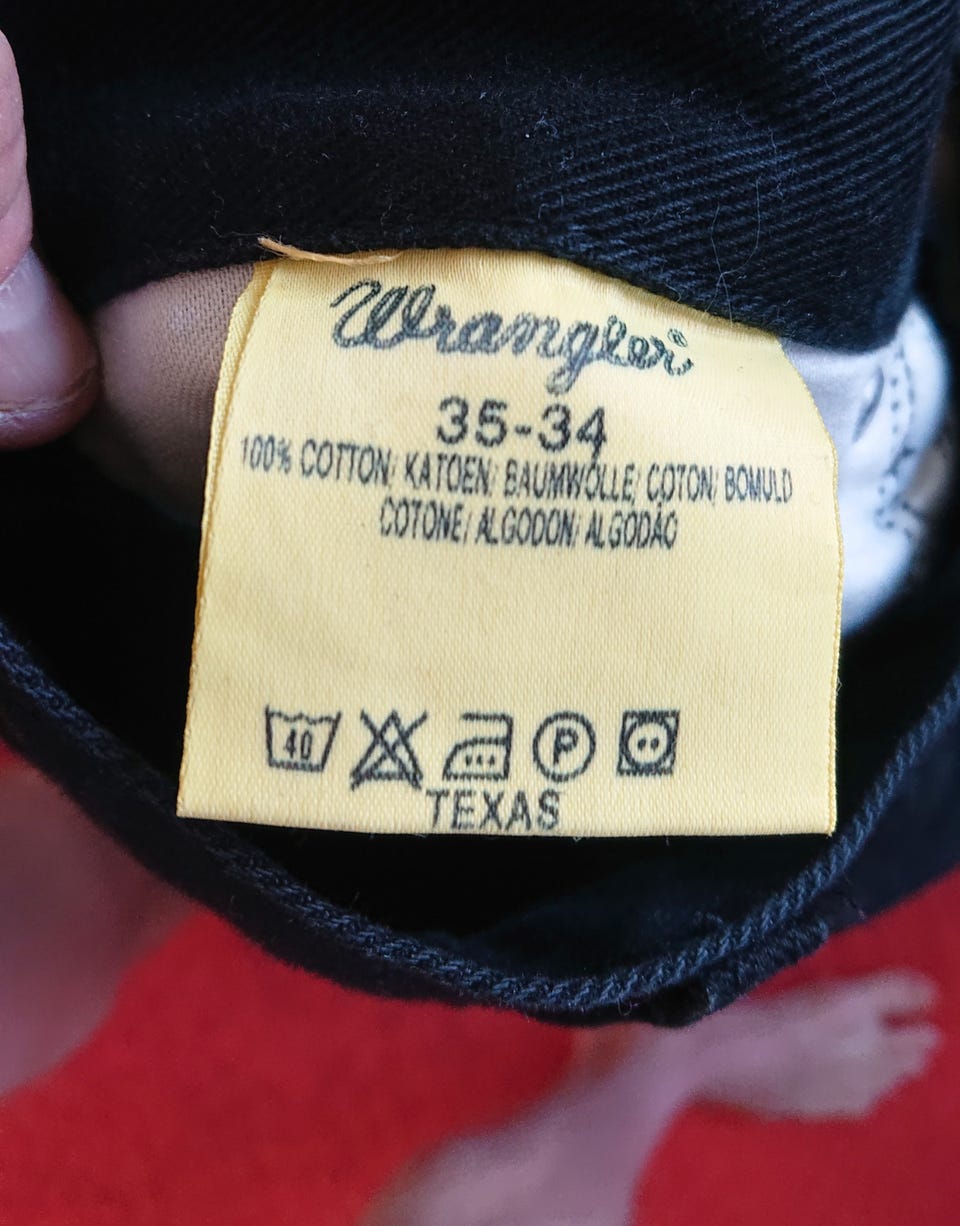 Wrangler®
35-34
100% COTTON/ KATOEN/ BAUMWOLLE/ COTON/ BOMULD
COTONE/ ALGODON/ ALGODÃO
40 P
TEXAS